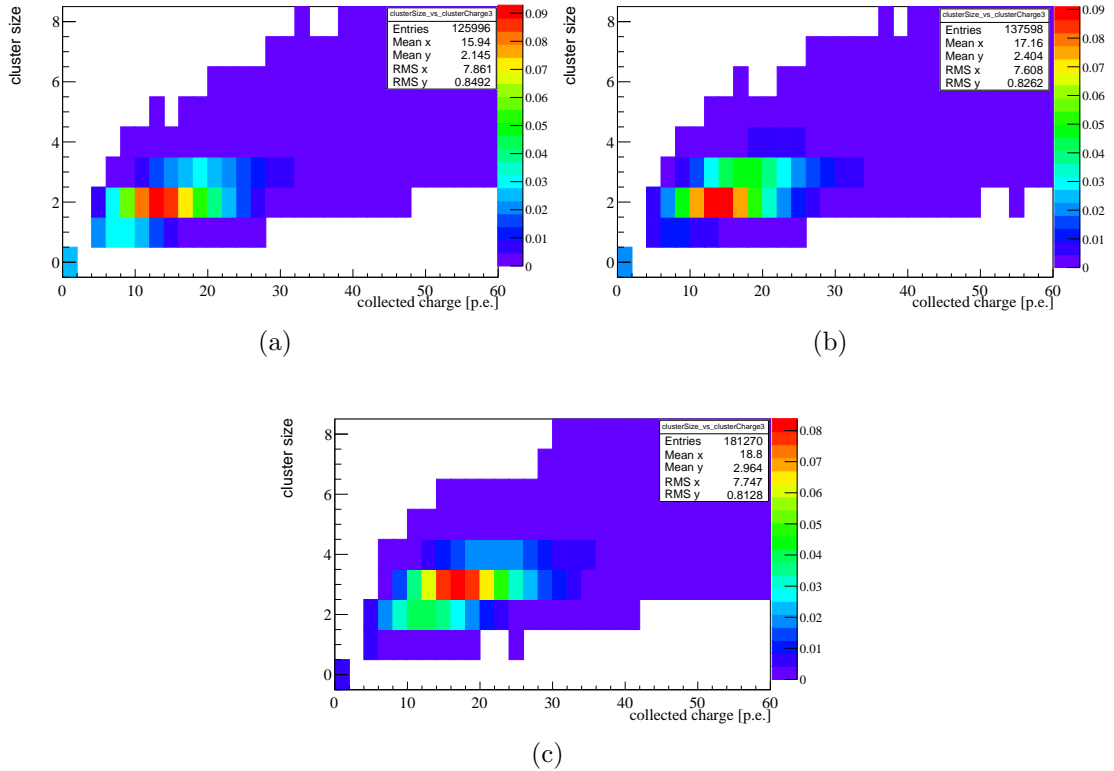 cluster size
8
6
4
2
0
0 10 20 30 40 50 60
collected charge [p.e.]
clusterSize_vs_clusterCharge3
Entries 125996
Mean x 15.94
Mean y 2.145
RMS x 7.861
RMS y 0.8492
0.09
0.08
0.07
0.06
0.05
0.04
0.03
0.02
0.01
0
(a)
cluster size
8
6
4
2
0
0 10 20 30 40 50 60
collected charge [p.e.]
clusterSize_vs_clusterCharge3
Entries 137598
Mean x 17.16
Mean y 2.404
RMS x 7.608
RMS y 0.8262
0.09
0.08
0.07
0.06
0.05
0.04
0.03
0.02
0.01
0
(b)
cluster size
8
6
4
2
0
0 10 20 30 40 50 60
collected charge [p.e.]
clusterSize_vs_clusterCharge3
Entries 181270
Mean x 18.8
Mean y 2.964
RMS x 7.747
RMS y 0.8128
0.08
0.07
0.06
0.05
0.04
0.03
0.02
0.01
0
(c)